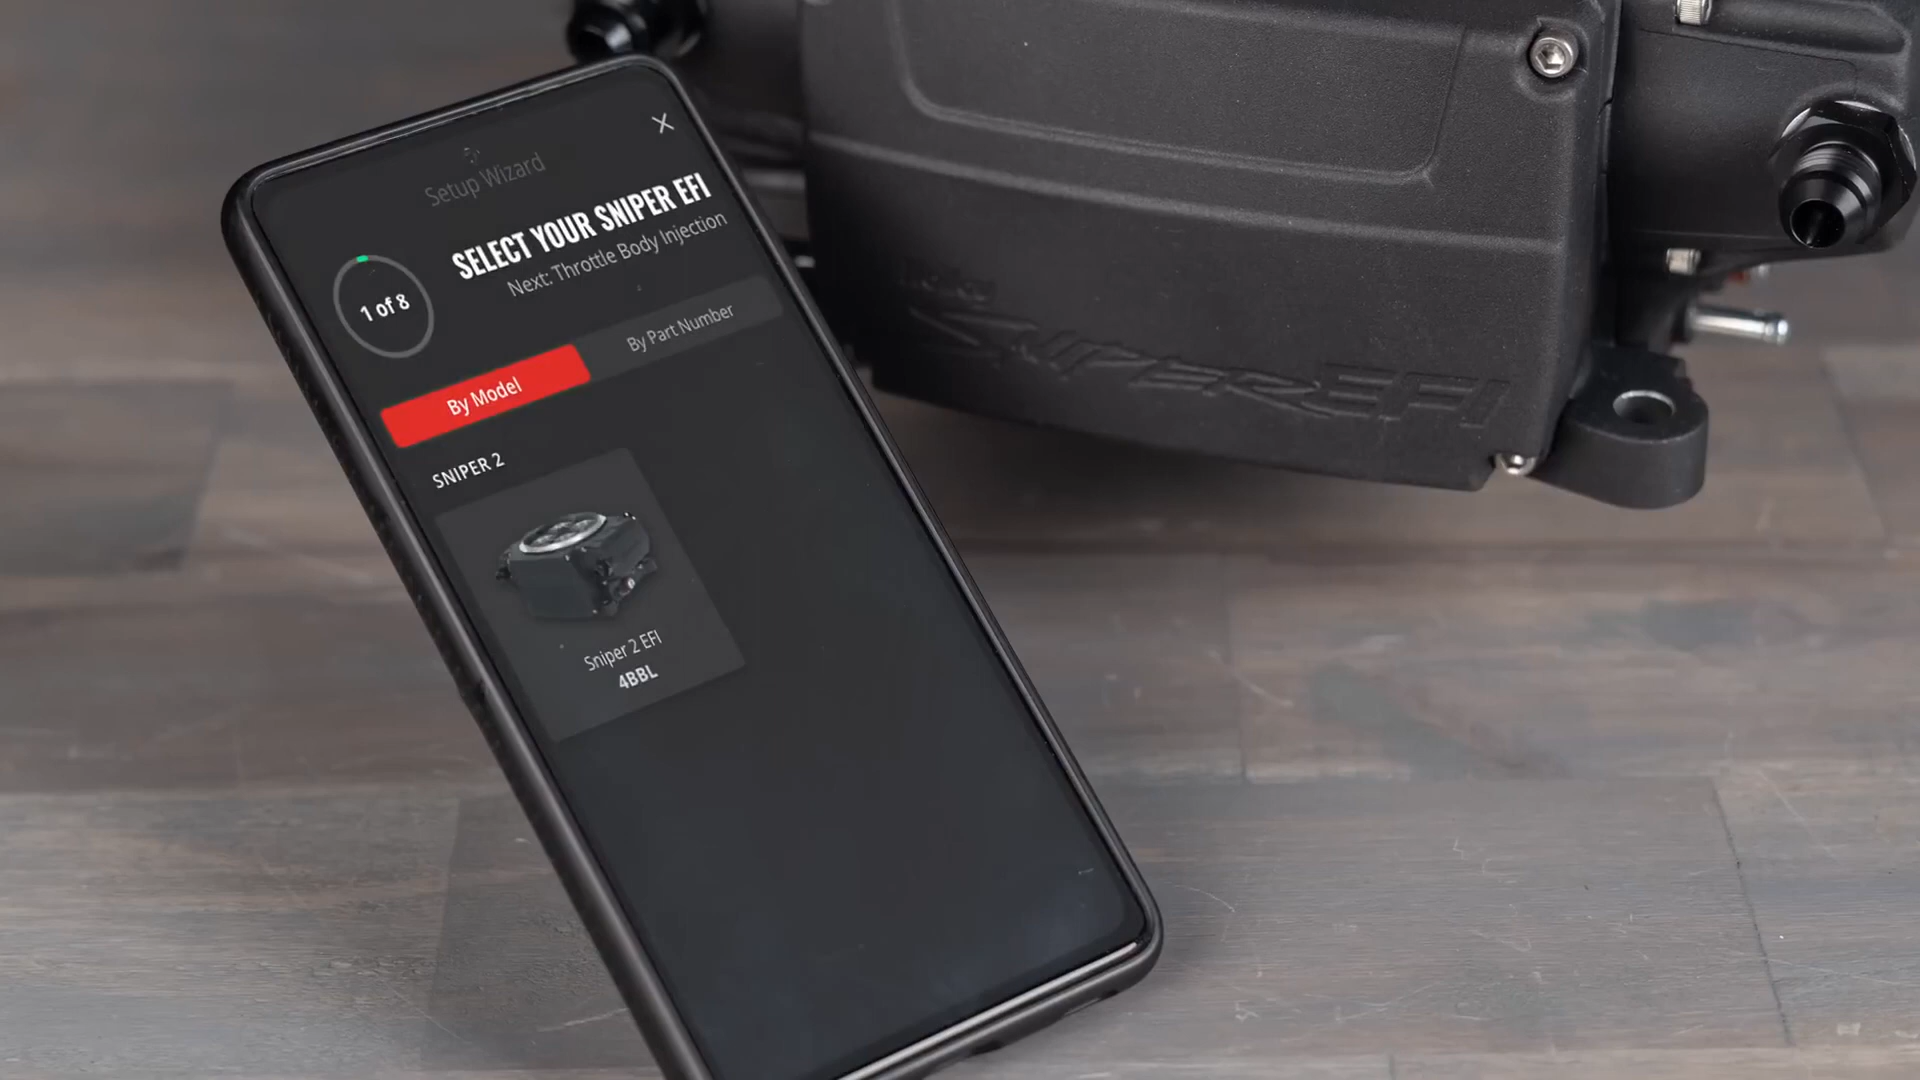 Setup Wizard
SELECT YOUR SNIPER EFI
Next: Throttle Body Injection
1 of 8
By Model
By Part Number
SNIPER 2
Sniper 2 EFI
4BBL
SNIPER EFI